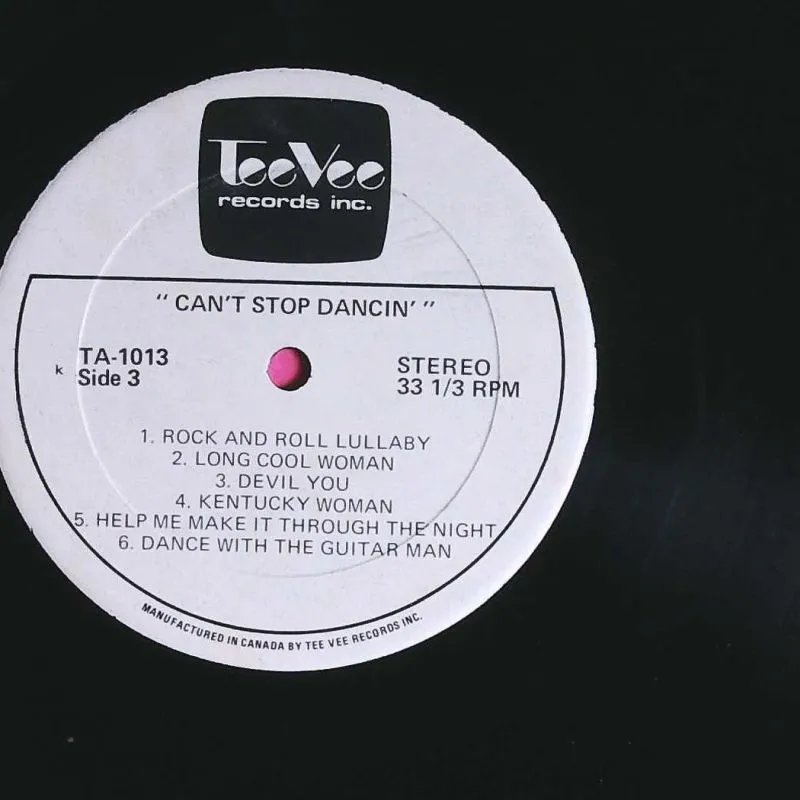 TeeVee
records inc.
"CAN'T STOP DANCIN'"
TA-1013
k Side 3
STEREO
33 1/3 RPM
1. ROCK AND ROLL LULLABY
2. LONG COOL WOMAN
3. DEVIL YOU
4. KENTUCKY WOMAN
5. HELP ME MAKE IT THROUGH THE NIGHT
6. DANCE WITH THE GUITAR MAN
MANUFACTURED IN CANADA BY TEE VEE RECORDS INC.